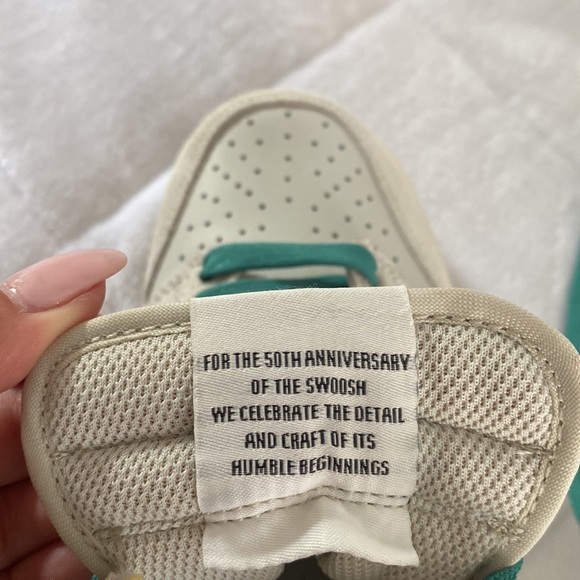 FOR THE 50TH ANNIVERSARY
OF THE SWOOSH
WE CELEBRATE THE DETAIL
AND CRAFT OF ITS
HUMBLE BEGINNINGS